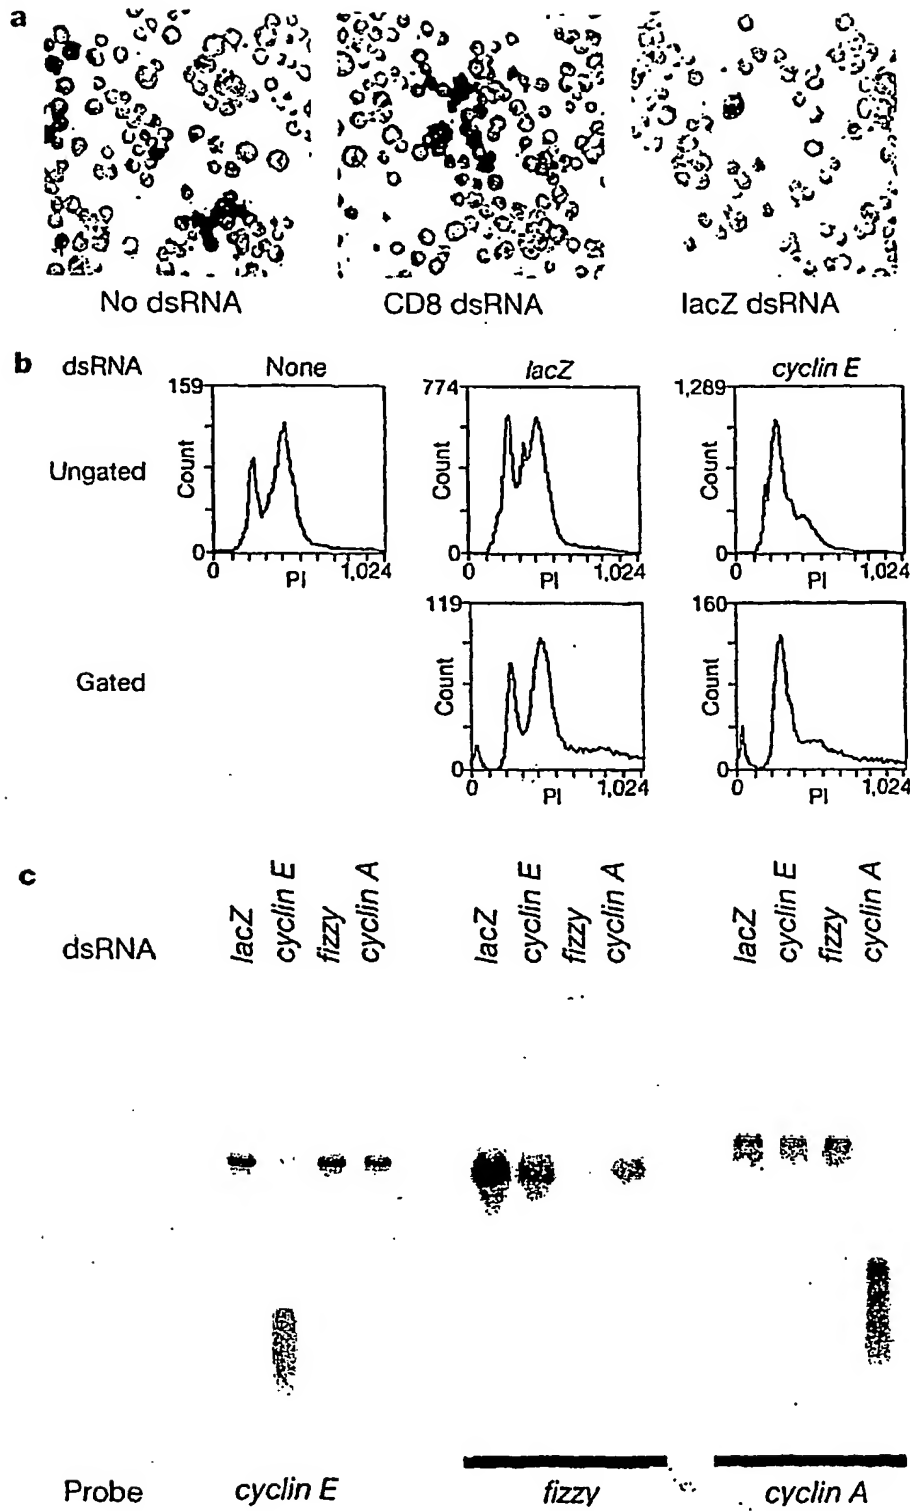 a
No dsRNA CD8 dsRNA lacZ dsRNA
b dsRNA None lacZ cyclin E
159 774 1,289
Ungated Count Count Count
0 0 0
0 PI 1,024 0 PI 1,024 0 PI 1,024
119 160
Gated Count Count
0 0
0 PI 1,024 0 PI 1,024
c
dsRNA lacZ cyclin E fizzy cyclin A lacZ cyclin E fizzy cyclin A lacZ cyclin E fizzy cyclin A
Probe cyclin E fizzy cyclin A